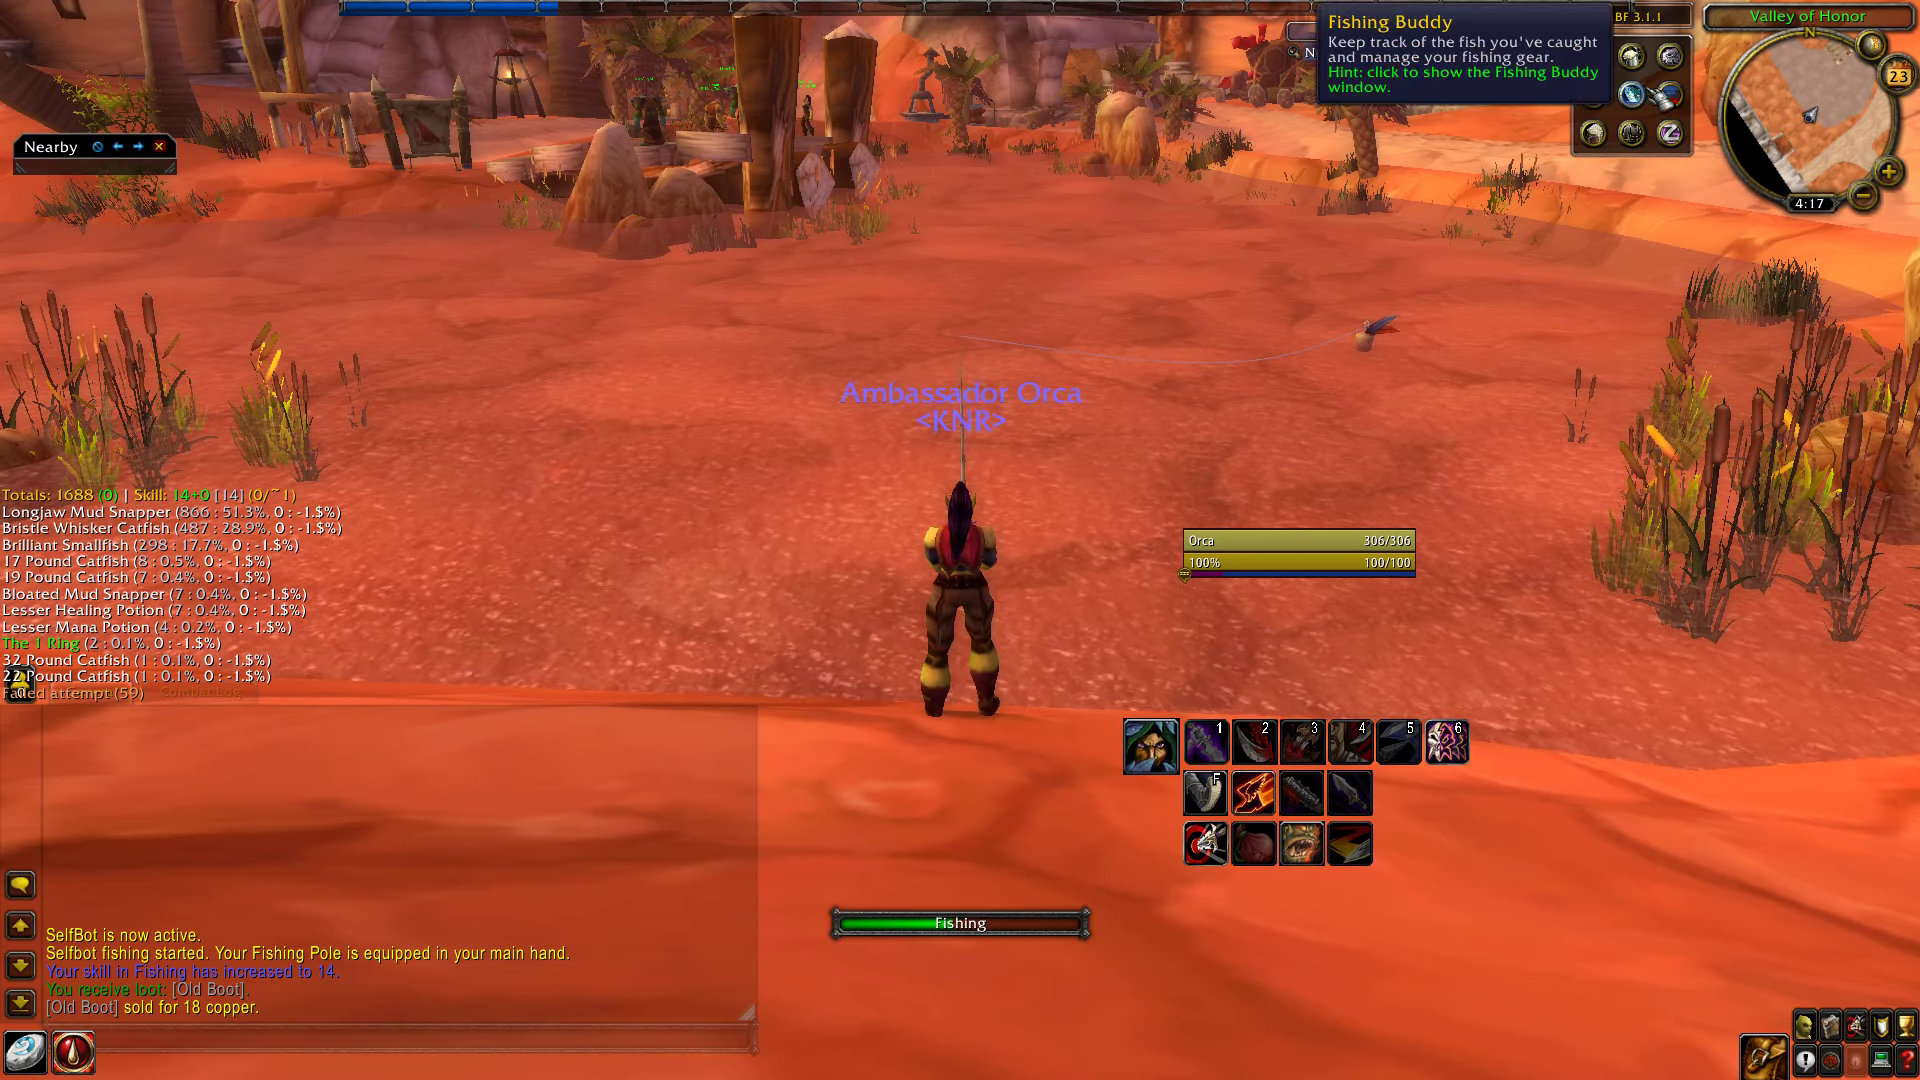 Fishing Buddy
Keep track of the fish you've caught
and manage your fishing gear.
Hint: click to show the Fishing Buddy
window.
BF 3.1.1
Valley of Honor
N
N
23
4:17
Nearby
Ambassador Orca
<KNR>
Totals: 1688 (0) | Skill: 14+0 [14] (0/~1)
Longjaw Mud Snapper (866 : 51.3%, 0 : -1.$%)
Bristle Whisker Catfish (487 : 28.9%, 0 : -1.$%)
Brilliant Smallfish (298 : 17.7%, 0 : -1.$%)
17 Pound Catfish (8 : 0.5%, 0 : -1.$%)
19 Pound Catfish (7 : 0.4%, 0 : -1.$%)
Bloated Mud Snapper (7 : 0.4%, 0 : -1.$%)
Lesser Healing Potion (7 : 0.4%, 0 : -1.$%)
Lesser Mana Potion (4 : 0.2%, 0 : -1.$%)
The 1 Ring (2 : 0.1%, 0 : -1.$%)
32 Pound Catfish (1 : 0.1%, 0 : -1.$%)
22 Pound Catfish (1 : 0.1%, 0 : -1.$%)
Failed attempt (59)
0
Combat Log
Orca 306/306
100% 100/100
1 2 3 4 5 6
F
Fishing
SelfBot is now active.
Selfbot fishing started. Your Fishing Pole is equipped in your main hand.
Your skill in Fishing has increased to 14.
You receive loot: [Old Boot].
[Old Boot] sold for 18 copper.